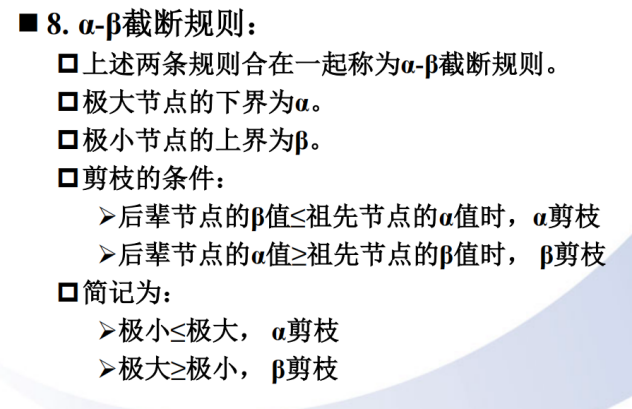 ■ 8. α-β截断规则：
上述两条规则合在一起称为α-β截断规则。
极大节点的下界为α。
极小节点的上界为β。
剪枝的条件：
➢后辈节点的β值≤祖先节点的α值时，α剪枝
➢后辈节点的α值≥祖先节点的β值时， β剪枝
简记为：
➢极小≤极大， α剪枝
➢极大≥极小， β剪枝